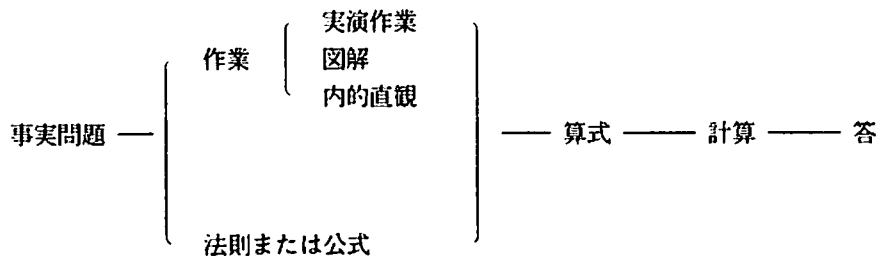 実演作業
作業 図解
内的直観
事実問題 算式 計算 答
法則または公式